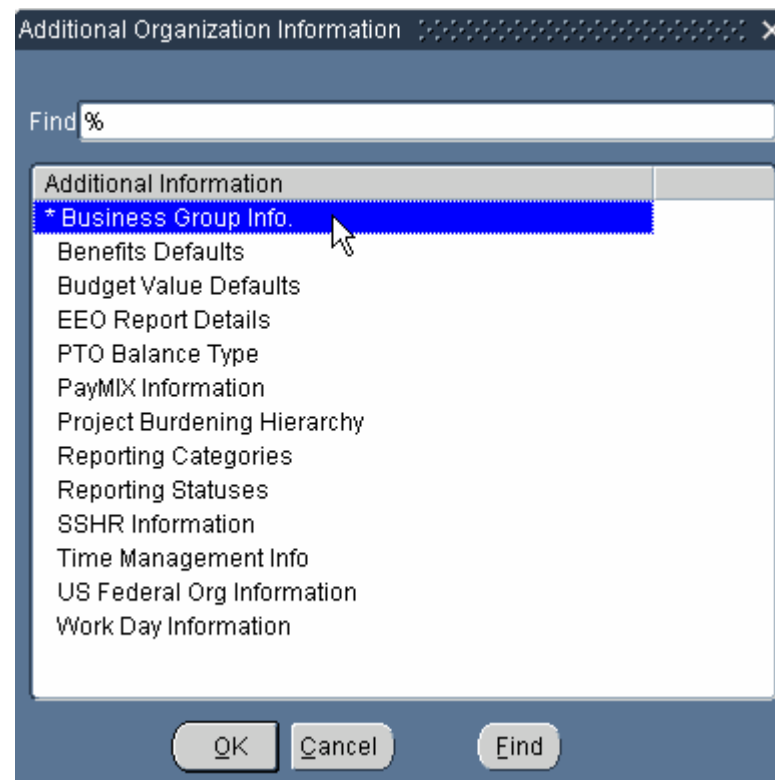 Additional Organization Information
Find %
Additional Information
* Business Group Info.
Benefits Defaults
Budget Value Defaults
EEO Report Details
PTO Balance Type
PayMIX Information
Project Burdening Hierarchy
Reporting Categories
Reporting Statuses
SSHR Information
Time Management Info
US Federal Org Information
Work Day Information
OK Cancel Find